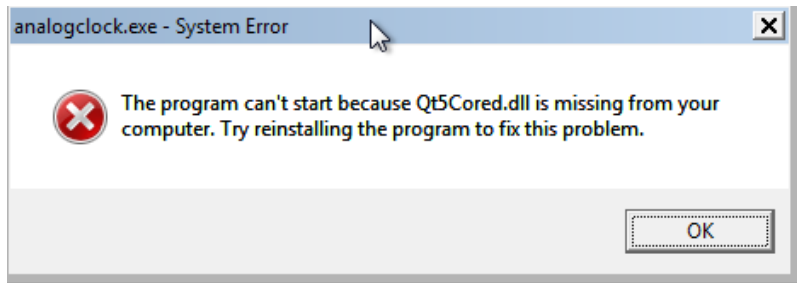 analogclock.exe - System Error
The program can't start because Qt5Cored.dll is missing from your
computer. Try reinstalling the program to fix this problem.
OK